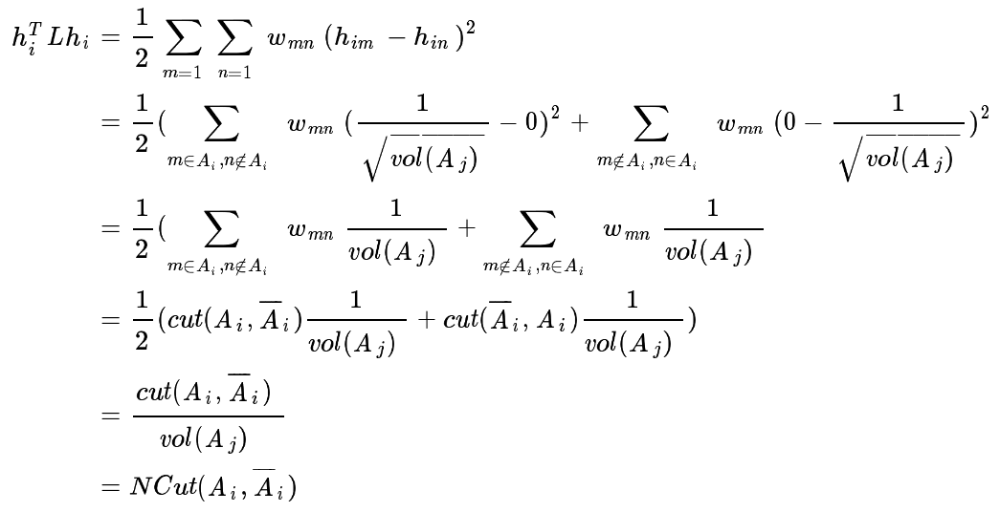 $h_i^T L h_i = \frac{1}{2} \sum_{m=1} \sum_{n=1} w_{mn} (h_{im} - h_{in})^2$
$= \frac{1}{2} ( \sum_{m \in A_i, n \notin A_i} w_{mn} ( \frac{1}{\sqrt{vol(A_j)}} - 0 )^2 + \sum_{m \notin A_i, n \in A_i} w_{mn} ( 0 - \frac{1}{\sqrt{vol(A_j)}} )^2$
$= \frac{1}{2} ( \sum_{m \in A_i, n \notin A_i} w_{mn} \frac{1}{vol(A_j)} + \sum_{m \notin A_i, n \in A_i} w_{mn} \frac{1}{vol(A_j)}$
$= \frac{1}{2} ( cut(A_i, \overline{A}_i) \frac{1}{vol(A_j)} + cut(\overline{A}_i, A_i) \frac{1}{vol(A_j)} )$
$= \frac{cut(A_i, \overline{A}_i)}{vol(A_j)}$
$= NCut(A_i, \overline{A}_i)$